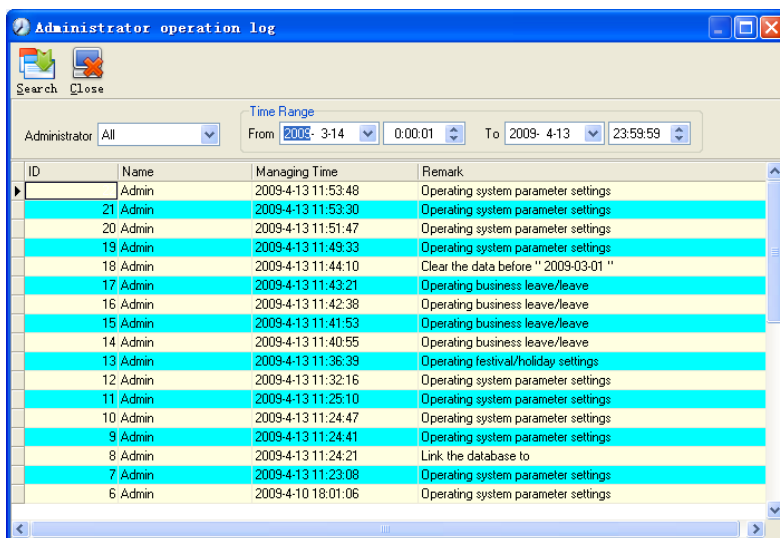 Administrator operation log
Search Close
Time Range
Administrator All From 2009- 3-14 0:00:01 To 2009- 4-13 23:59:59
ID Name Managing Time Remark
Admin 2009-4-13 11:53:48 Operating system parameter settings
21 Admin 2009-4-13 11:53:30 Operating system parameter settings
20 Admin 2009-4-13 11:51:47 Operating system parameter settings
19 Admin 2009-4-13 11:49:33 Operating system parameter settings
18 Admin 2009-4-13 11:44:10 Clear the data before " 2009-03-01 "
17 Admin 2009-4-13 11:43:21 Operating business leave/leave
16 Admin 2009-4-13 11:42:38 Operating business leave/leave
15 Admin 2009-4-13 11:41:53 Operating business leave/leave
14 Admin 2009-4-13 11:40:55 Operating business leave/leave
13 Admin 2009-4-13 11:36:39 Operating festival/holiday settings
12 Admin 2009-4-13 11:32:16 Operating system parameter settings
11 Admin 2009-4-13 11:25:10 Operating system parameter settings
10 Admin 2009-4-13 11:24:47 Operating system parameter settings
9 Admin 2009-4-13 11:24:41 Operating system parameter settings
8 Admin 2009-4-13 11:24:21 Link the database to
7 Admin 2009-4-13 11:23:08 Operating system parameter settings
6 Admin 2009-4-10 18:01:06 Operating system parameter settings